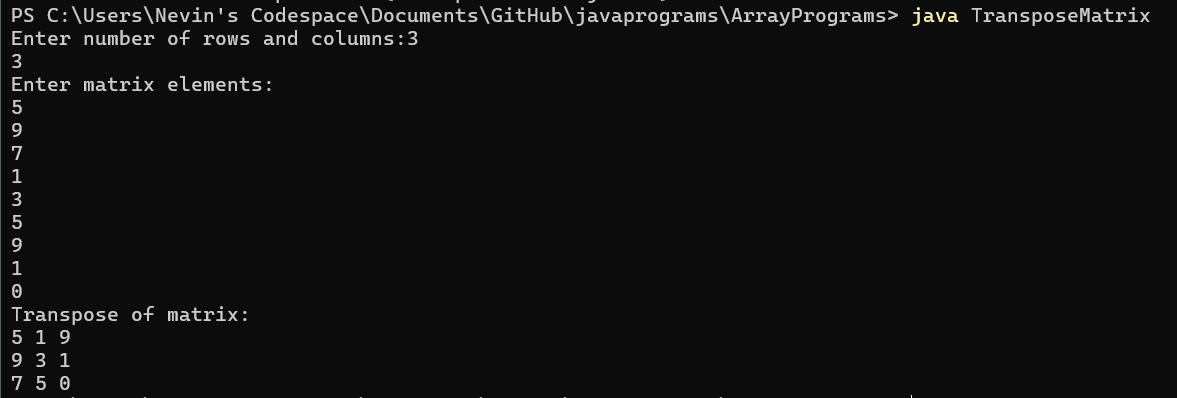 PS C:\Users\Nevin's Codespace\Documents\GitHub\javaprograms\ArrayPrograms> java TransposeMatrix
Enter number of rows and columns:3
3
Enter matrix elements:
5
9
7
1
3
5
9
1
0
Transpose of matrix:
5 1 9
9 3 1
7 5 0